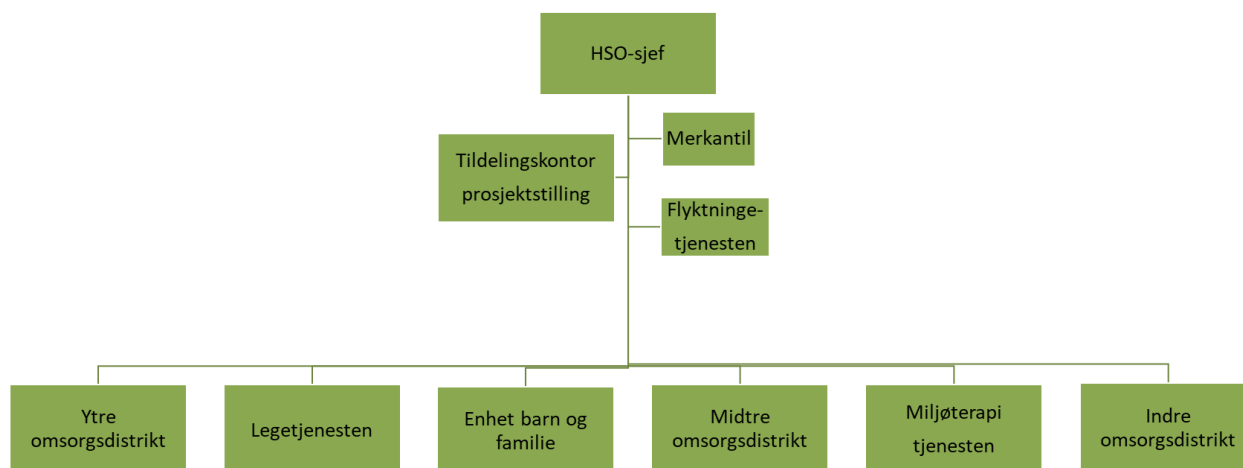 HSO-sjef
Merkantil
Tildelingskontor
prosjektstilling
Flyktninge-
tjenesten
Ytre
omsorgsdistrikt
Legetjenesten
Enhet barn og
familie
Midtre
omsorgsdistrikt
Miljøterapi
tjenesten
Indre
omsorgsdistrikt